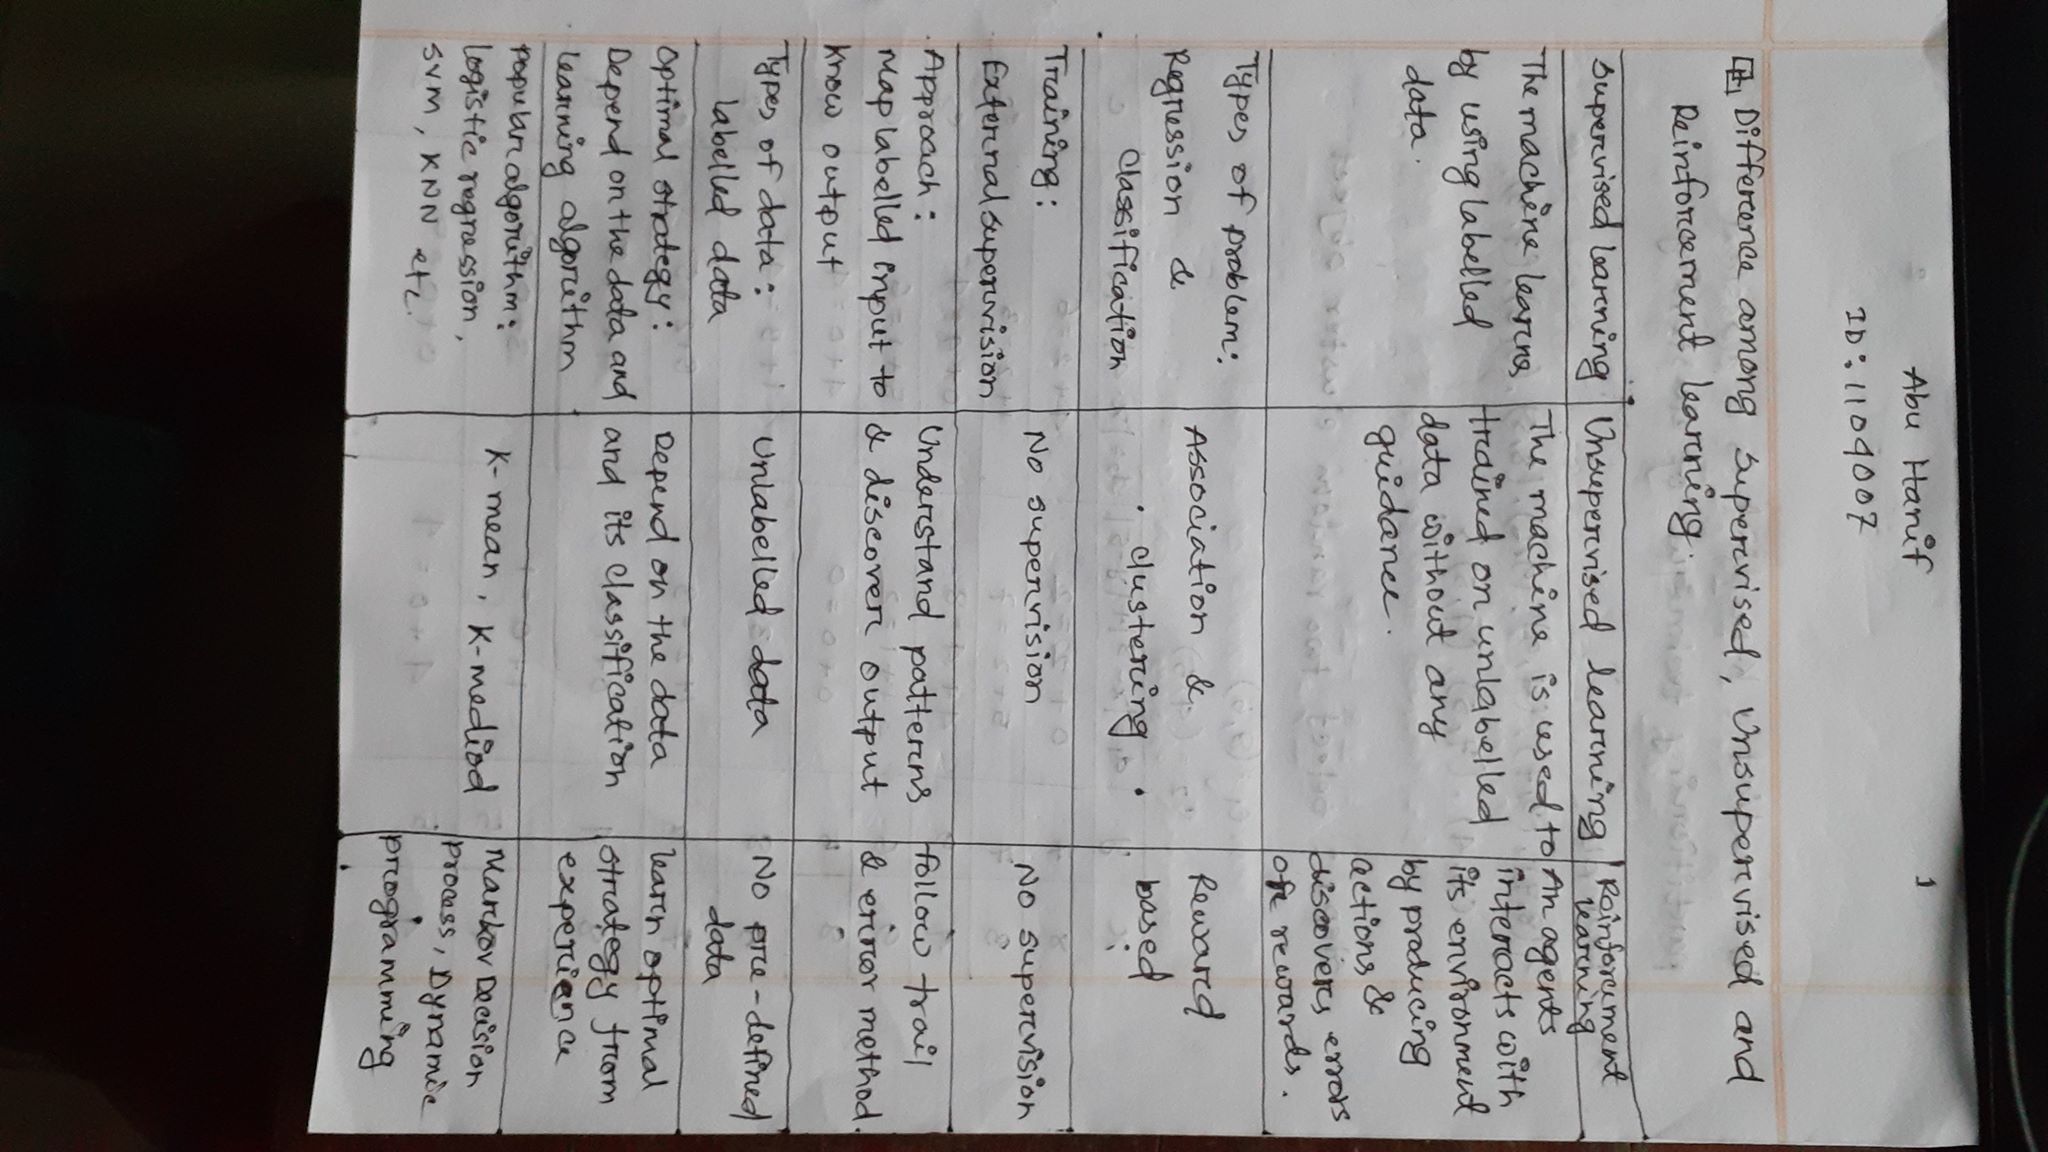 1
Abu Hanif
ID: 1104007
Difference among supervised, Unsupervised and
Reinforcement learning.
Supervised learning
Unsupervised learning
Reinforcement
learning
The machine learns
by using labelled
data.
The machine is used to
trained on unlabelled
data without any
guidance.
An agents
interacts with
its environment
by producing
actions &
discovers errors
or rewards.
Types of problem:
Regression &
classification
Association &
clustering.
Reward
based
Training:
External supervision
No supervision
No supervision
Approach:
Map labelled input to
know output
Understand patterns
& discover output
follow trail
& error method.
Types of data:
labelled data
Unlabelled data
No pre-defined
data
Optimal strategy:
Depend on the data and
learning algorithm
Depend on the data
and its classification
learn optimal
strategy from
experience
popular algorithm:
logistic regression,
SVM, KNN etc.
K-mean, K-mediod
Markov Decision
process, Dynamic
programming